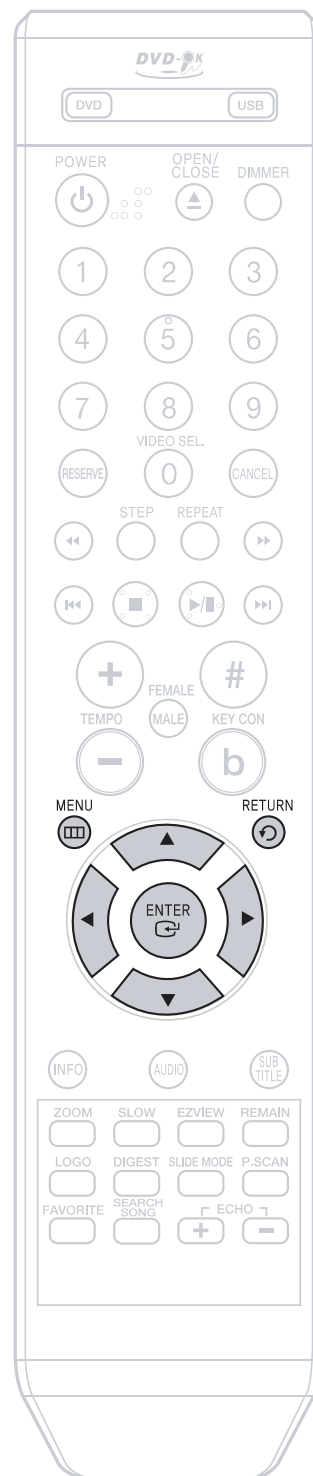 DVD-OK
DVD USB
POWER OPEN/ CLOSE DIMMER
1 2 3
4 5 6
7 8 9
VIDEO SEL.
RESERVE 0 CANCEL
STEP REPEAT
+ FEMALE #
TEMPO MALE KEY CON
− b
MENU RETURN
ENTER
INFO AUDIO SUB TITLE
ZOOM SLOW EZVIEW REMAIN
LOGO DIGEST SLIDE MODE P.SCAN
FAVORITE SEARCH SONG ECHO
+ −